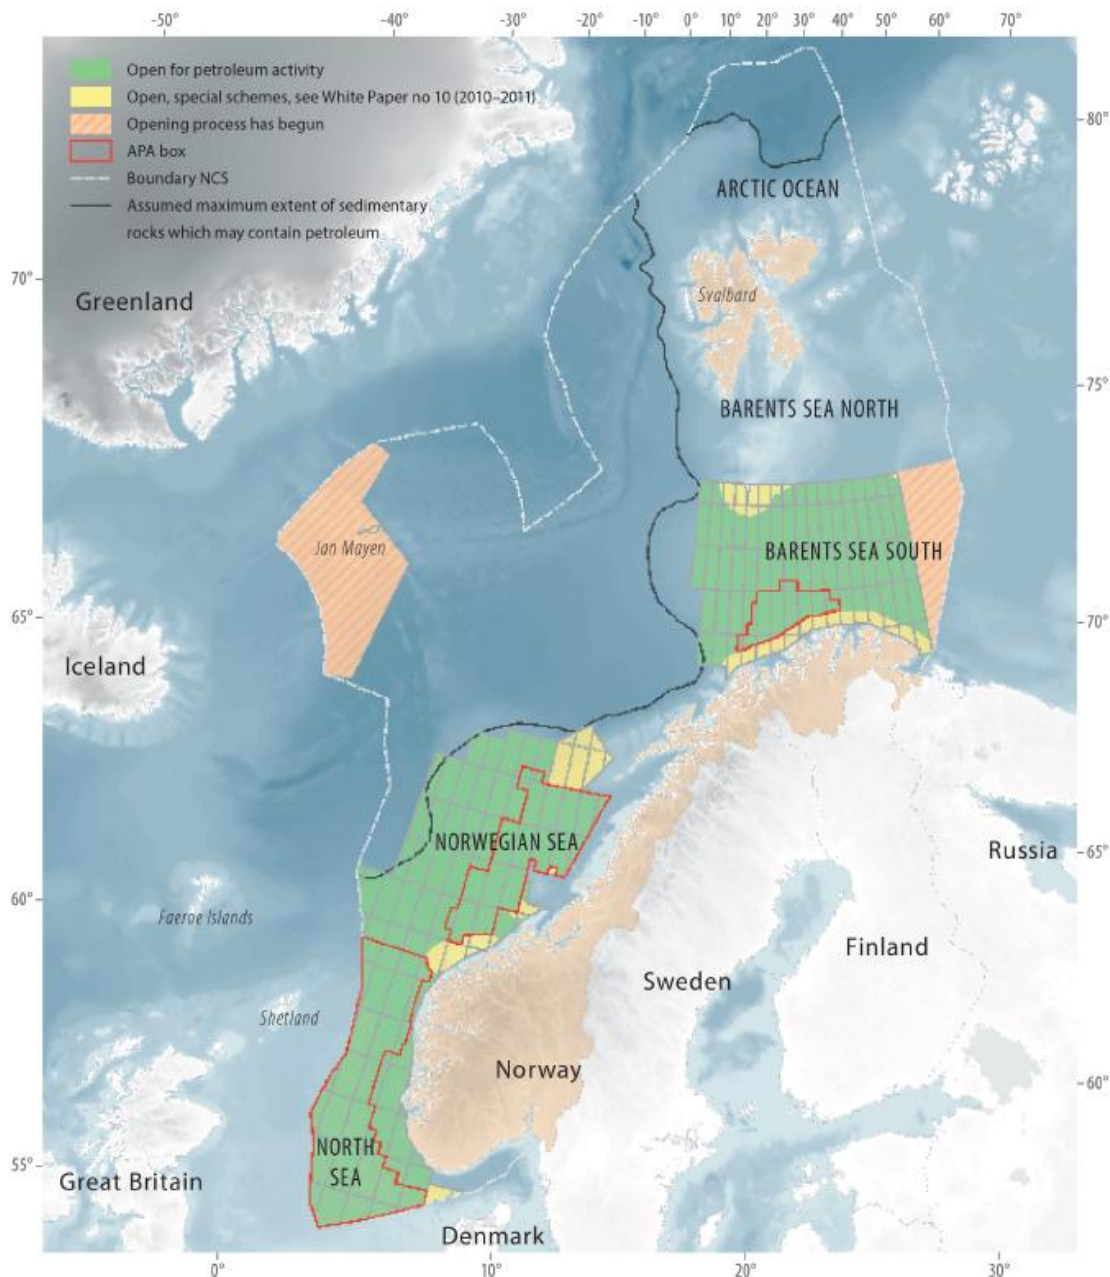 -50°
-40°
-30°
-20°
-10°
0°
10°
20°
30°
40°
50°
60°
70°
Open for petroleum activity
Open, special schemes, see White Paper no 10 (2010–2011)
Opening process has begun
APA box
Boundary NCS
Assumed maximum extent of sedimentary
rocks which may contain petroleum
80°
ARCTIC OCEAN
70°
Greenland
Svalbard
75°
BARENTS SEA NORTH
Jan Mayen
BARENTS SEA SOUTH
65°
70°
Iceland
NORWEGIAN SEA
Russia
65°
60°
Faeroe Islands
Finland
Sweden
Shetland
Norway
60°
NORTH
SEA
55°
Great Britain
Denmark
0°
10°
20°
30°